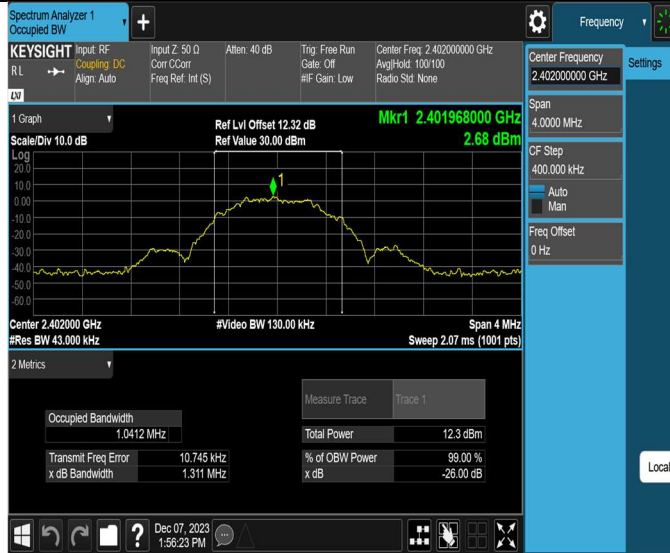 Spectrum Analyzer 1
Occupied BW
+
Frequency
KEYSIGHT
RL
LXI
Input: RF
Coupling: DC
Align: Auto
Input Z: 50 Ω
Corr CCorr
Freq Ref: Int (S)
Atten: 40 dB
Trig: Free Run
Gate: Off
#IF Gain: Low
Center Freq: 2.402000000 GHz
Avg|Hold: 100/100
Radio Std: None
Center Frequency
2.402000000 GHz
Settings
Span
4.0000 MHz
CF Step
400.000 kHz
Auto
Man
Freq Offset
0 Hz
Local
1 Graph
Scale/Div 10.0 dB
Log
Ref Lvl Offset 12.32 dB
Ref Value 30.00 dBm
Mkr1 2.401968000 GHz
2.68 dBm
1
20.0
10.0
0.00
-10.0
-20.0
-30.0
-40.0
-50.0
-60.0
Center 2.402000 GHz
#Res BW 43.000 kHz
#Video BW 130.00 kHz
Span 4 MHz
Sweep 2.07 ms (1001 pts)
2 Metrics
Measure Trace Trace 1
Occupied Bandwidth
1.0412 MHz
Total Power 12.3 dBm
Transmit Freq Error 10.745 kHz
% of OBW Power 99.00 %
x dB Bandwidth 1.311 MHz
x dB -26.00 dB
?
Dec 07, 2023
1:56:23 PM